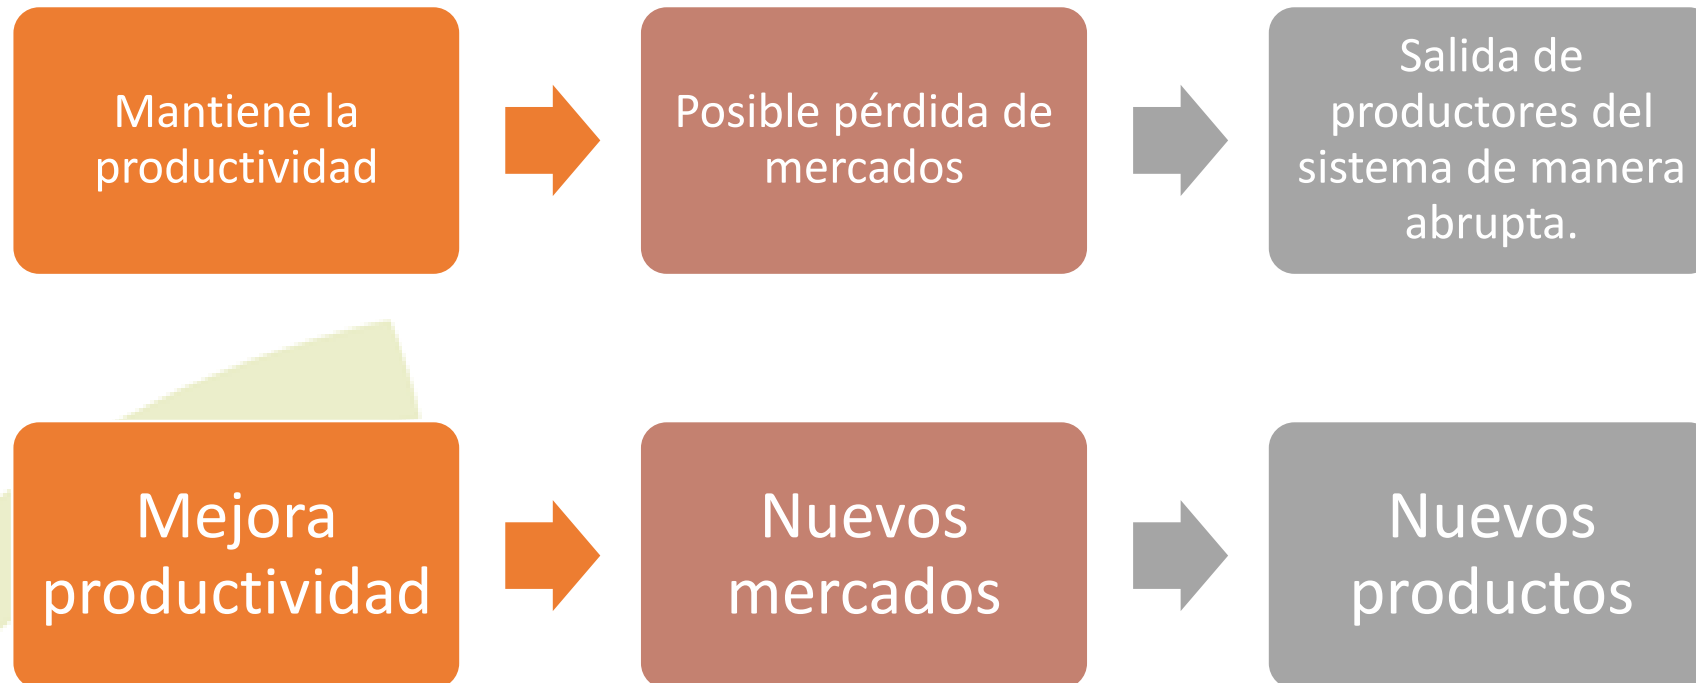 Mantiene la
productividad
Posible pérdida de
mercados
Salida de
productores del
sistema de manera
abrupta.
Mejora
productividad
Nuevos
mercados
Nuevos
productos